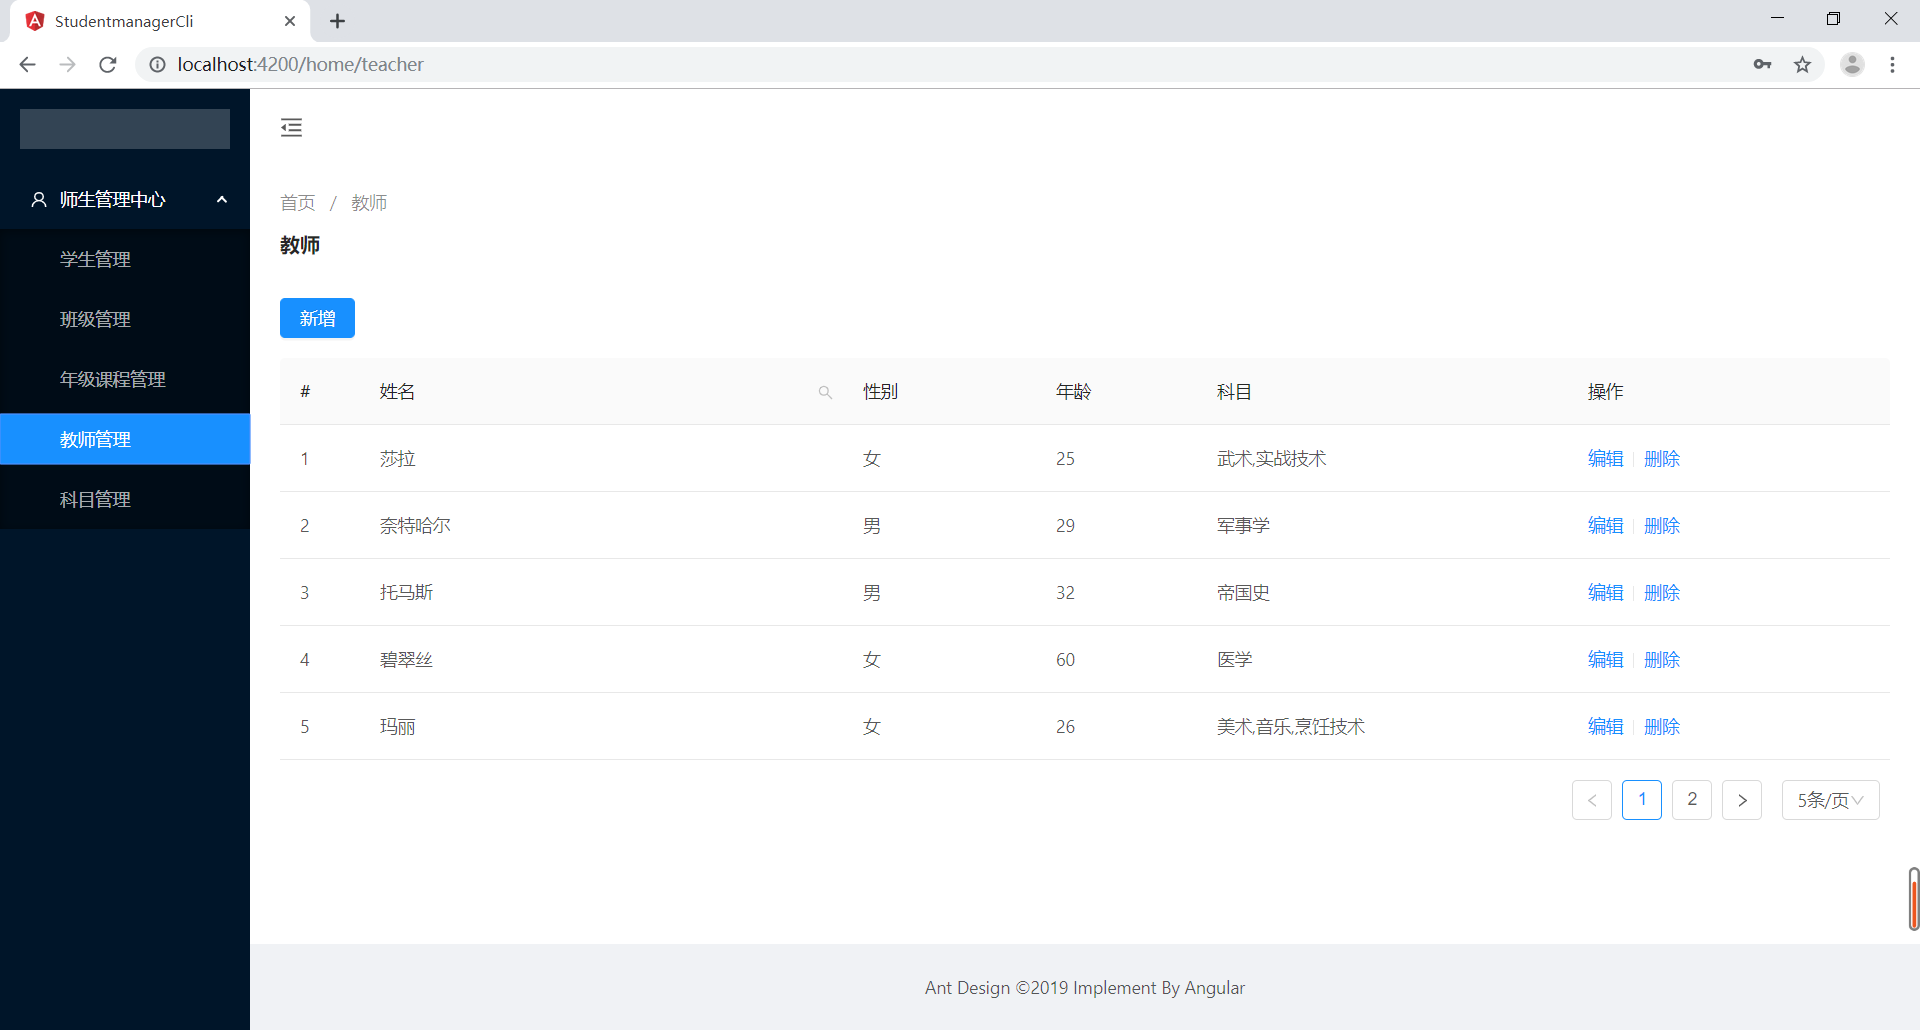 StudentmanagerCli
localhost:4200/home/teacher
师生管理中心
学生管理
班级管理
年级课程管理
教师管理
科目管理
首页 / 教师
教师
新增
# 姓名 性别 年龄 科目 操作
1 莎拉 女 25 武术,实战技术 编辑 删除
2 奈特哈尔 男 29 军事学 编辑 删除
3 托马斯 男 32 帝国史 编辑 删除
4 碧翠丝 女 60 医学 编辑 删除
5 玛丽 女 26 美术,音乐,烹饪技术 编辑 删除
< 1 2 > 5条/页
Ant Design ©2019 Implement By Angular